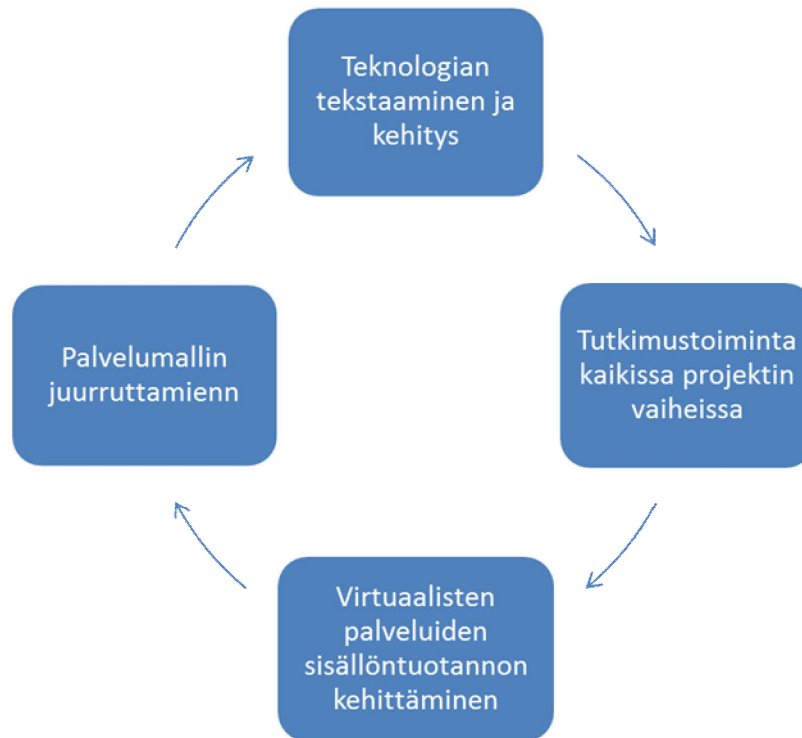 Teknologian
tekstaaminen ja
kehitys
Tutkimustoiminta
kaikissa projektin
vaiheissa
Virtuaalisten
palveluiden
sisällöntuotannon
kehittäminen
Palvelumallin
juurruttamienn